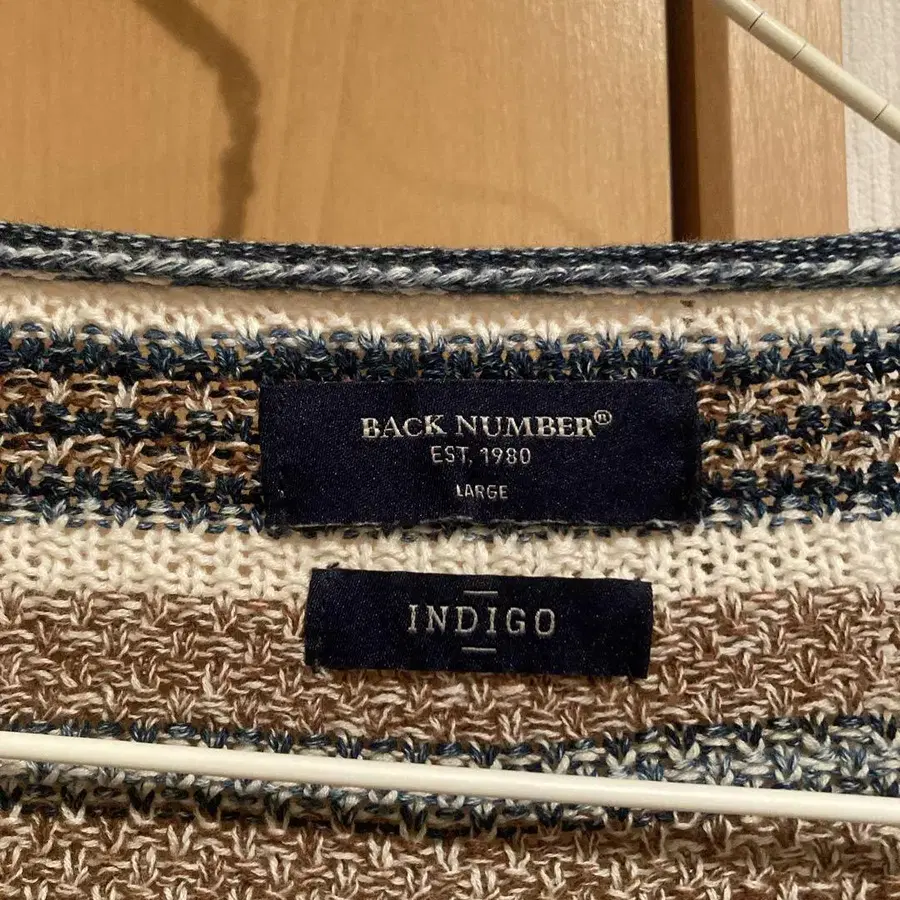 BACK NUMBER®
EST. 1980
LARGE
INDIGO